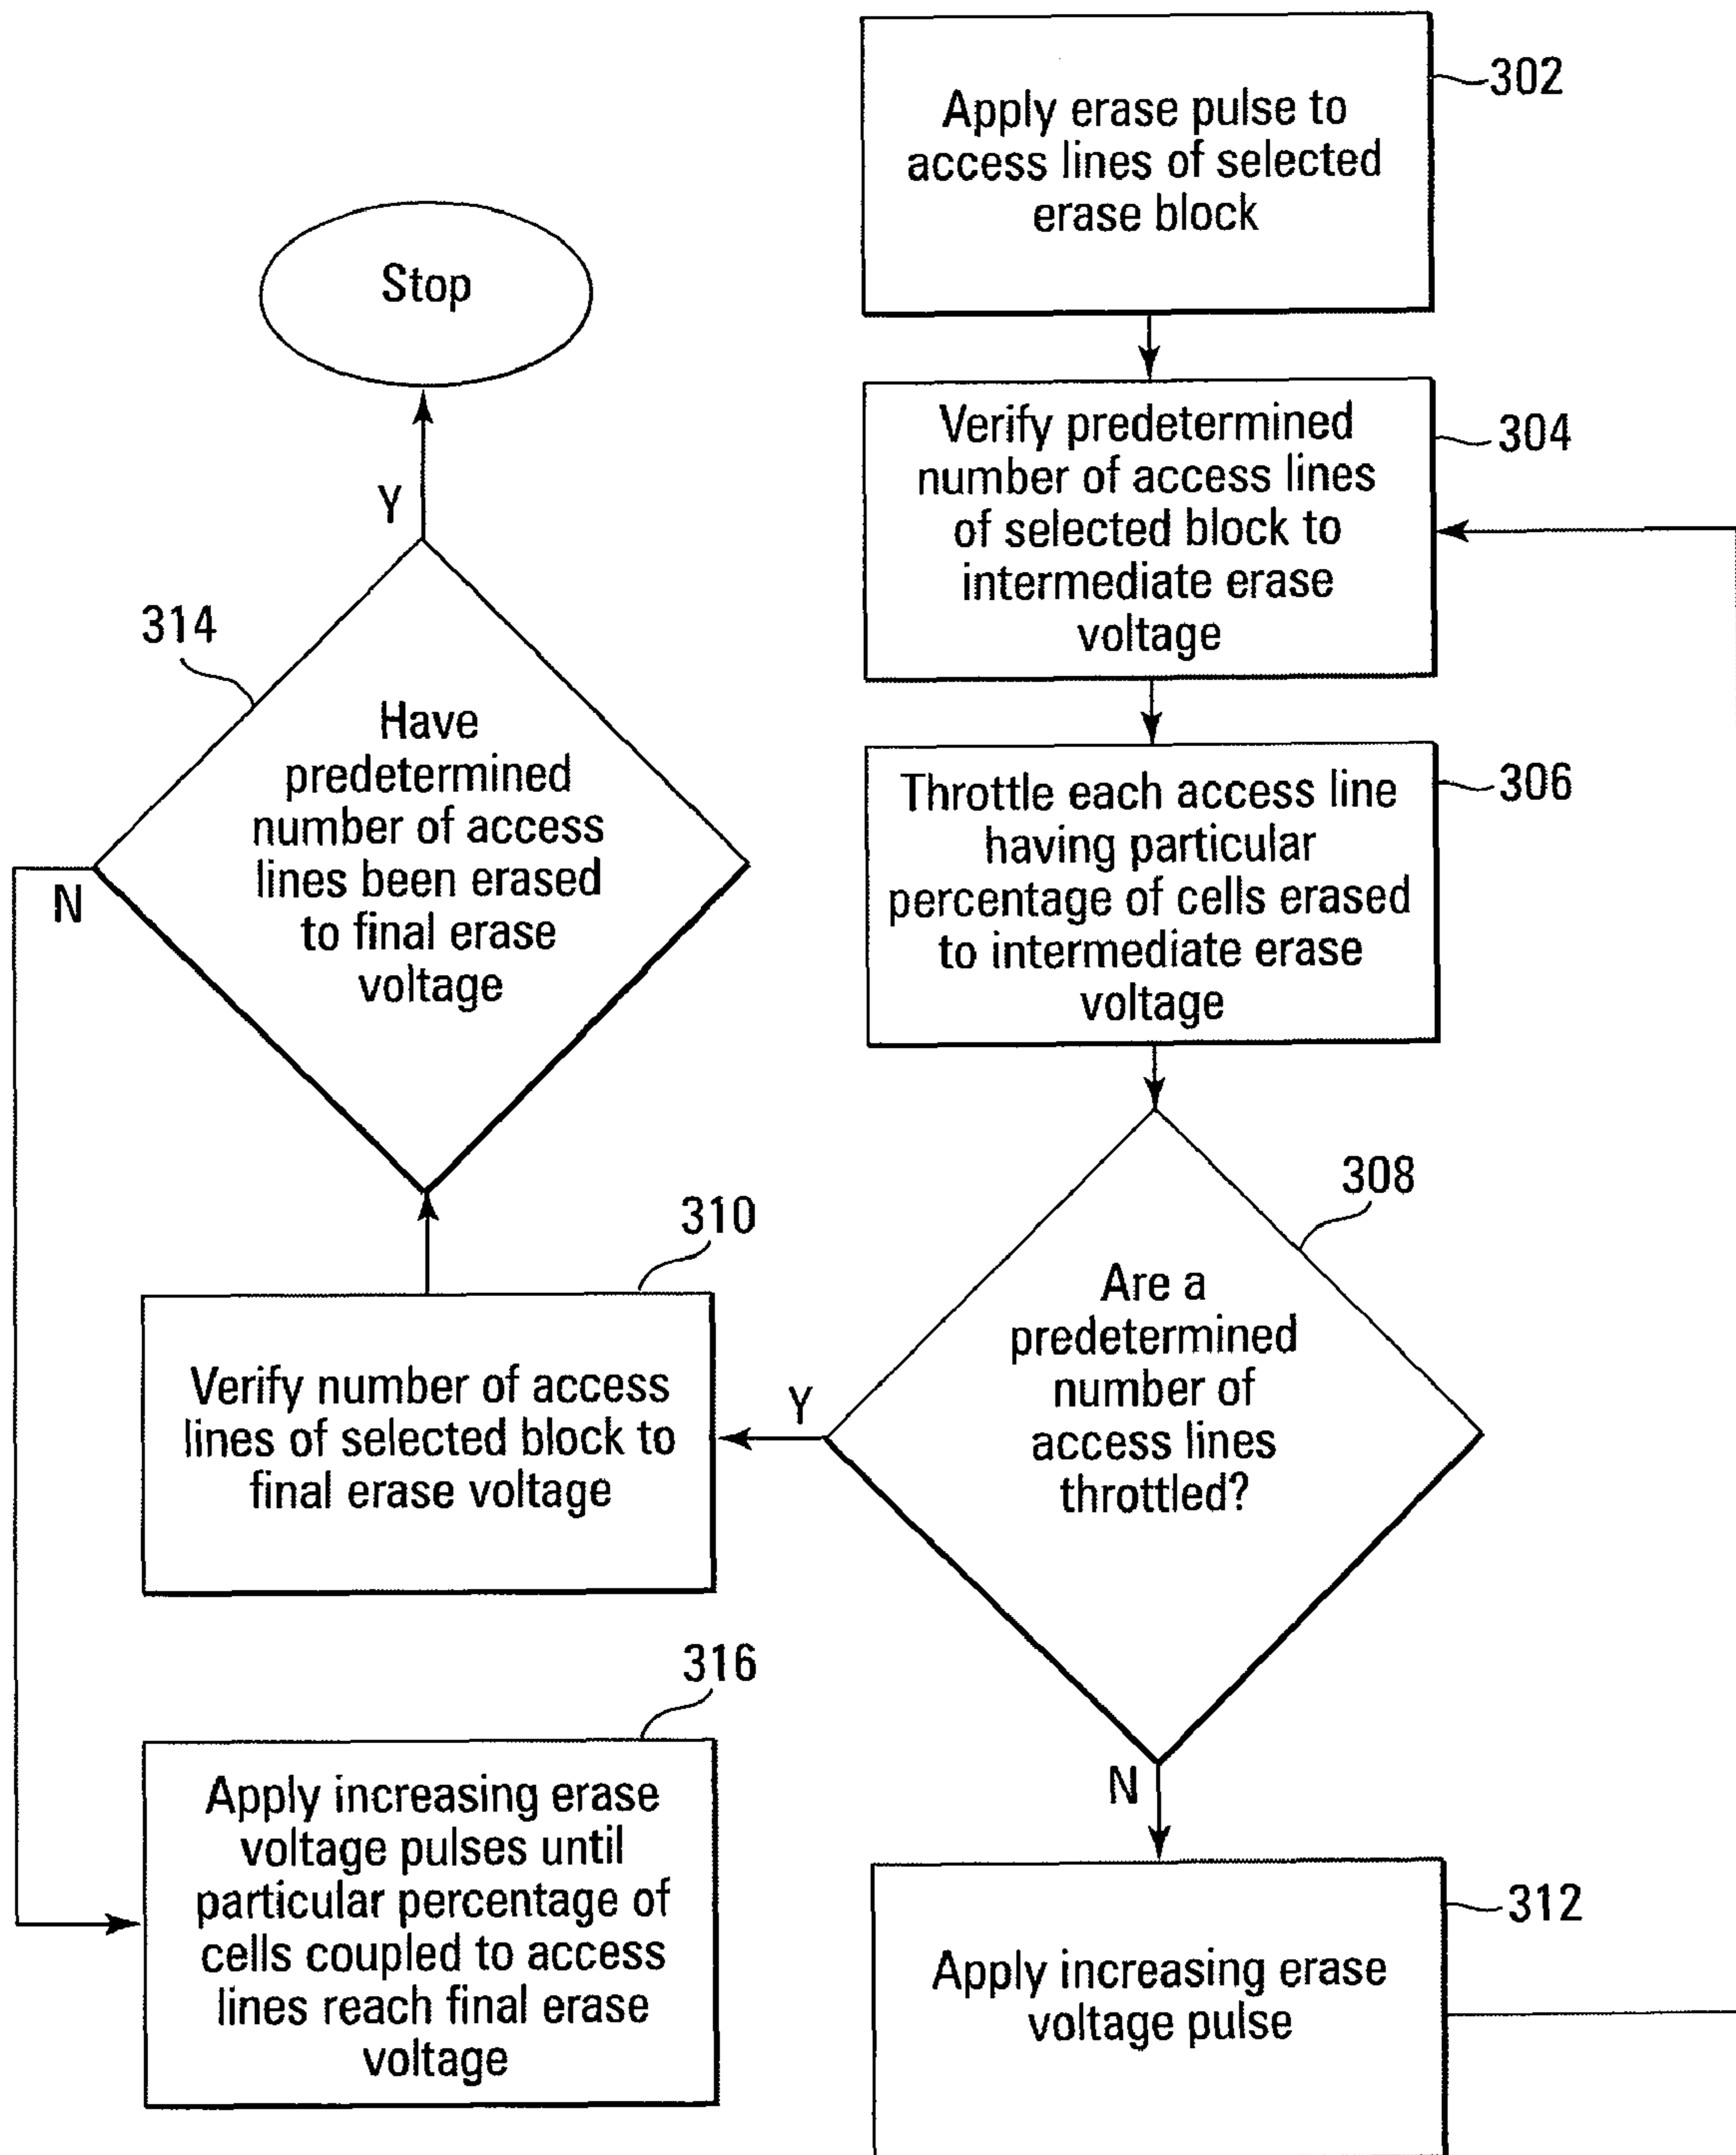 302
Apply erase pulse to
access lines of selected
erase block
304
Verify predetermined
number of access lines
of selected block to
intermediate erase
voltage
306
Throttle each access line
having particular
percentage of cells erased
to intermediate erase
voltage
308
Are a
predetermined
number of
access lines
throttled?
Y
N
312
Apply increasing erase
voltage pulse
310
Verify number of access
lines of selected block to
final erase voltage
314
Have
predetermined
number of access
lines been erased
to final erase
voltage
Y
N
Stop
316
Apply increasing erase
voltage pulses until
particular percentage of
cells coupled to access
lines reach final erase
voltage